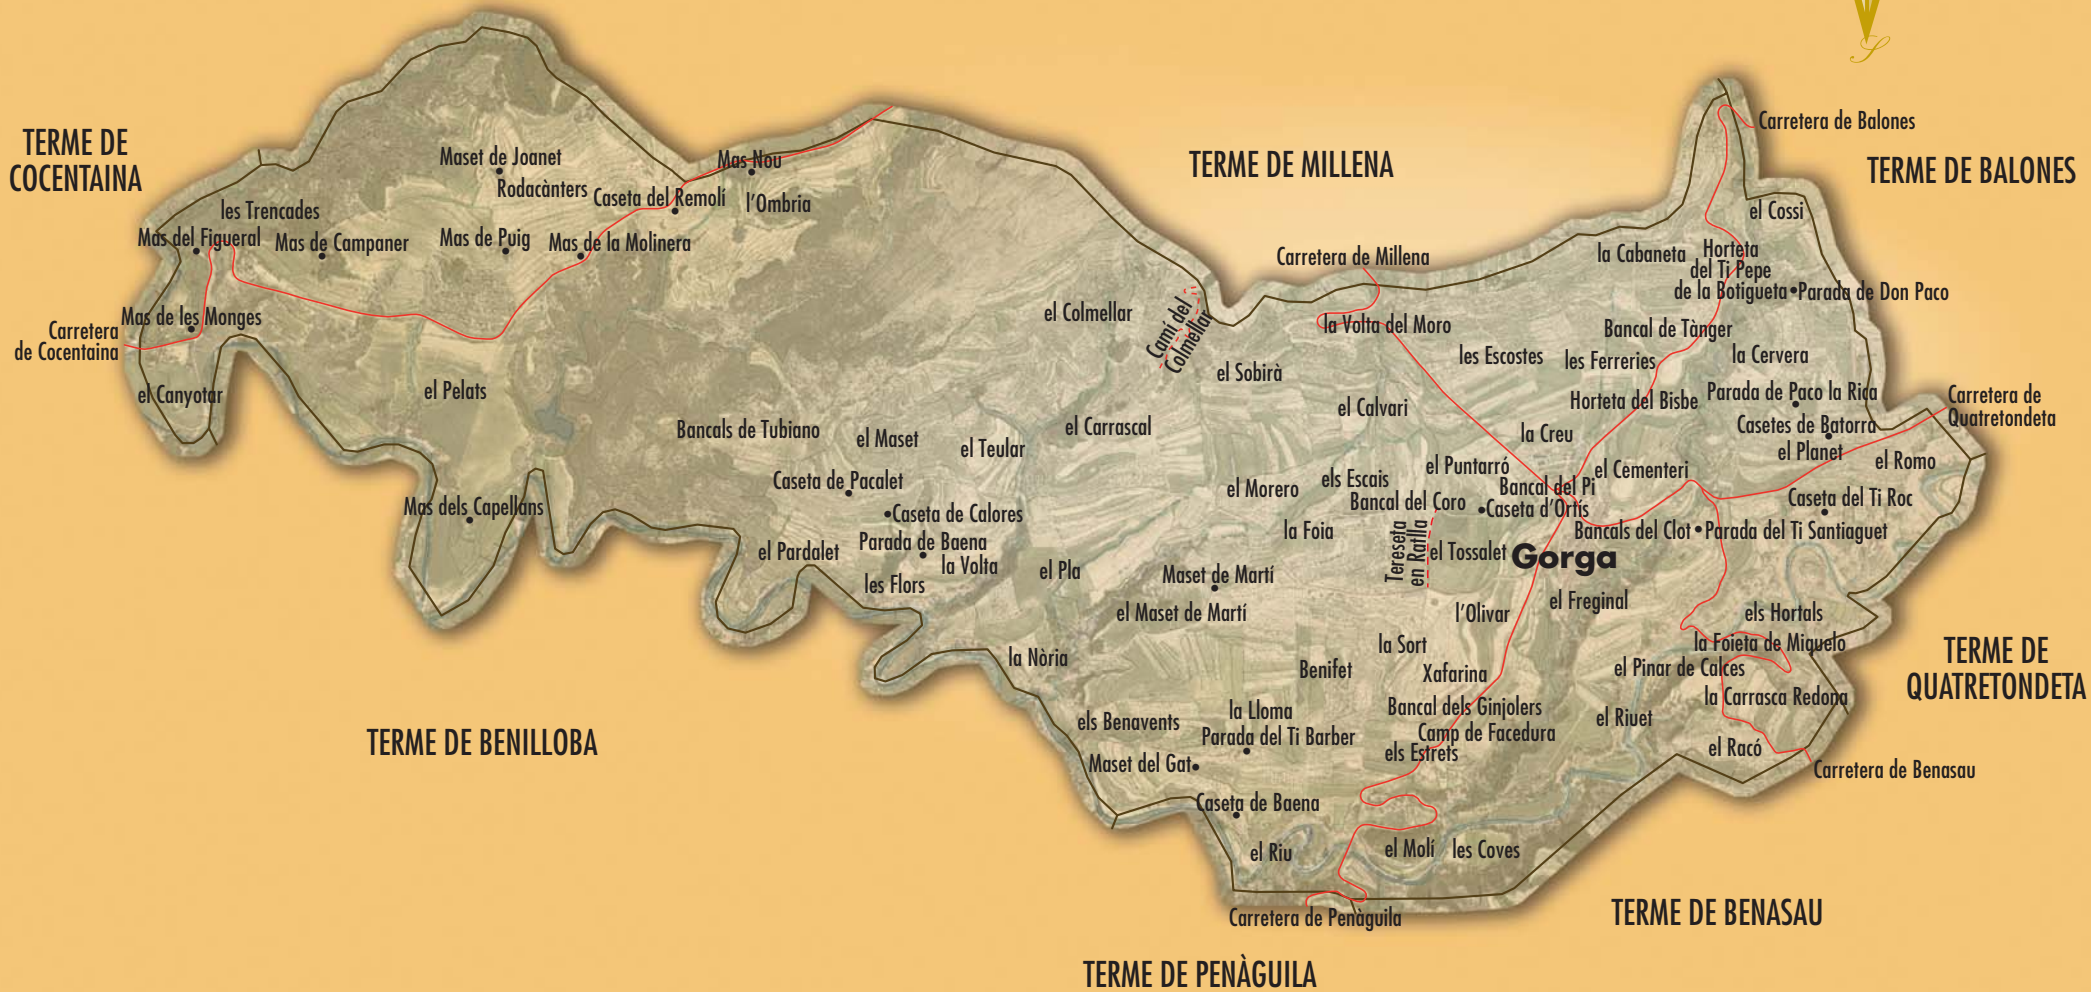 S
Carretera de Balones
TERME DE
COCENTAINA
TERME DE MILLENA
TERME DE BALONES
Maset de Joanet
Mas Nou
Rodacànters
Caseta del Remolí
l'Ombria
les Trencades
el Cossi
Mas del Figueral
Mas de Campaner
Mas de Puig
Mas de la Molinera
Carretera de Millena
la Cabaneta
Horteta
del Ti Pepe
de la Botigueta
Parada de Don Paco
Mas de les Monges
Carretera
de Cocentaina
el Colmellar
Camí del
Colmellar
la Volta del Moro
Bancal de Tànger
les Escostes
les Ferreries
la Cervera
el Canyotar
el Pelats
el Sobirà
el Calvari
Horteta del Bisbe
Parada de Paco la Rica
Carretera de
Quatretondeta
Bancals de Tubiano
el Maset
el Teular
el Carrascal
la Creu
Casetes de Batorra
el Planet
el Romo
Caseta de Pacalet
el Morero
els Escais
el Puntarró
el Cementeri
Bancal del Pi
Mas dels Capellans
Caseta de Calores
Bancal del Coro
Caseta d'Ortís
Caseta del Ti Roc
la Foia
Tereseta
en Ratlla
Bancals del Clot
Parada del Ti Santiaguet
el Pardalet
Parada de Baena
la Volta
el Tossalet
Gorga
les Flors
el Pla
Maset de Martí
el Maset de Martí
l'Olivar
el Freginal
els Hortals
la Nòria
la Sort
la Foieta de Miquelo
TERME DE
QUATRETONDETA
Benifet
Xafarina
el Pinar de Calces
la Carrasca Redona
els Benavents
la Lloma
Bancal dels Ginjolers
el Riuet
TERME DE BENILLOBA
Parada del Ti Barber
Camp de Facedura
els Estrets
el Racó
Maset del Gat
Carretera de Benasau
Caseta de Baena
el Riu
el Molí
les Coves
Carretera de Penàguila
TERME DE BENASAU
TERME DE PENÀGUILA